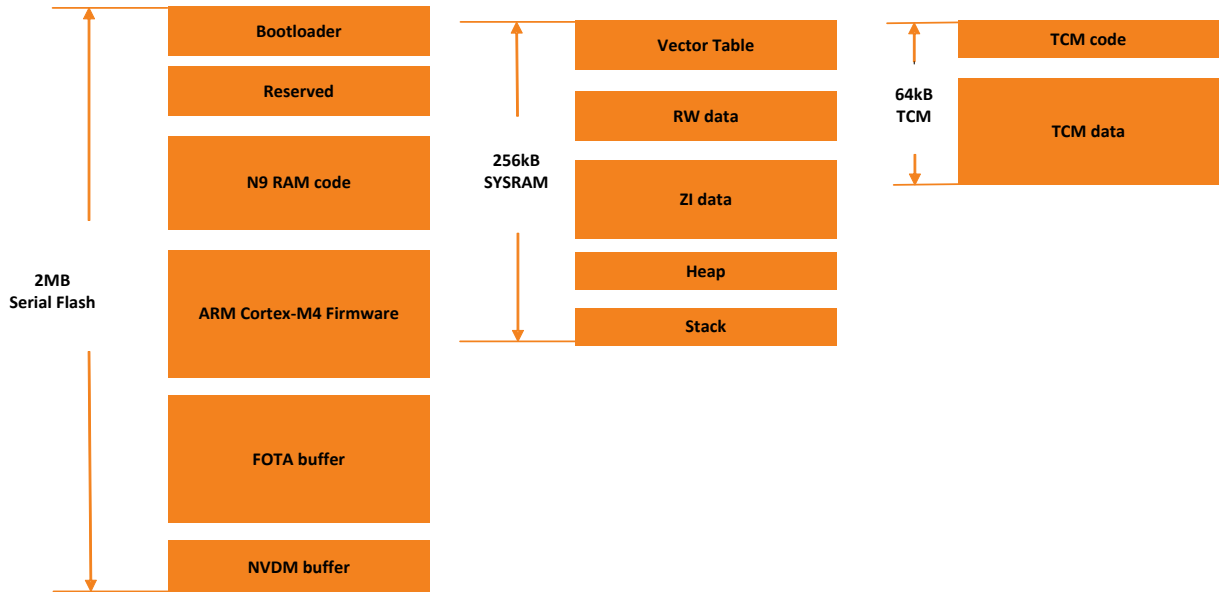 Bootloader
Reserved
N9 RAM code
2MB
Serial Flash
ARM Cortex-M4 Firmware
FOTA buffer
NVDM buffer
Vector Table
RW data
256kB
SYSRAM
ZI data
Heap
Stack
TCM code
64kB
TCM
TCM data